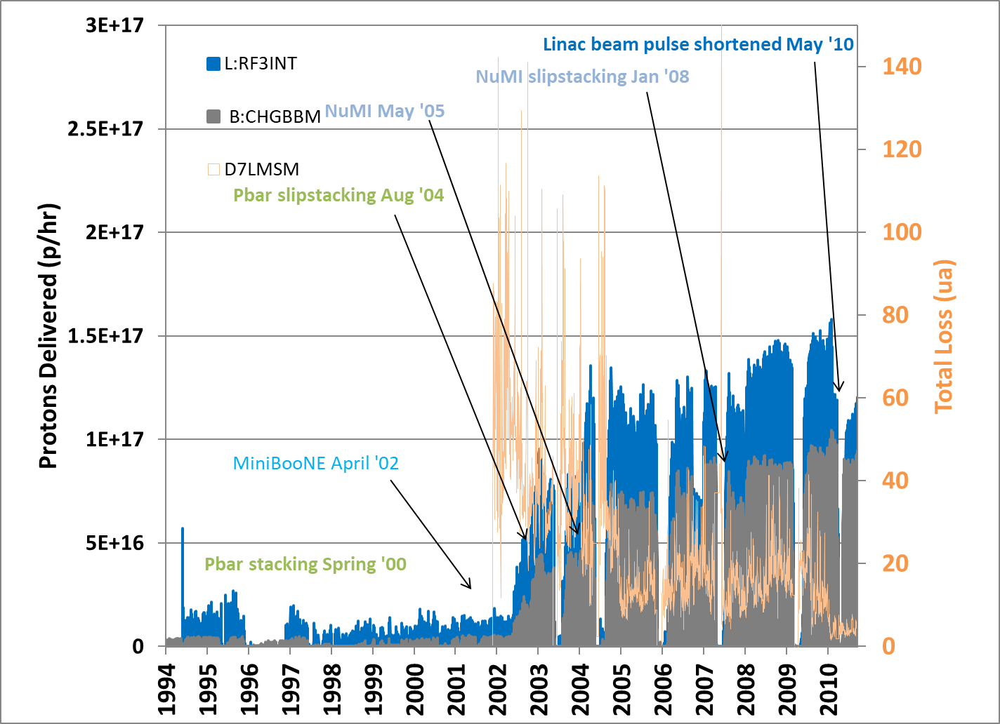 3E+17
2.5E+17
2E+17
1.5E+17
1E+17
5E+16
0
Protons Delivered (p/hr)
L:RF3INT
B:CHGBBM
D7LMSM
Linac beam pulse shortened May '10
NuMI slipstacking Jan '08
NuMI May '05
Pbar slipstacking Aug '04
MiniBooNE April '02
Pbar stacking Spring '00
140
120
100
80
60
40
20
0
Total Loss (ua)
1994
1995
1996
1997
1998
1999
2000
2001
2002
2003
2004
2005
2006
2007
2008
2009
2010